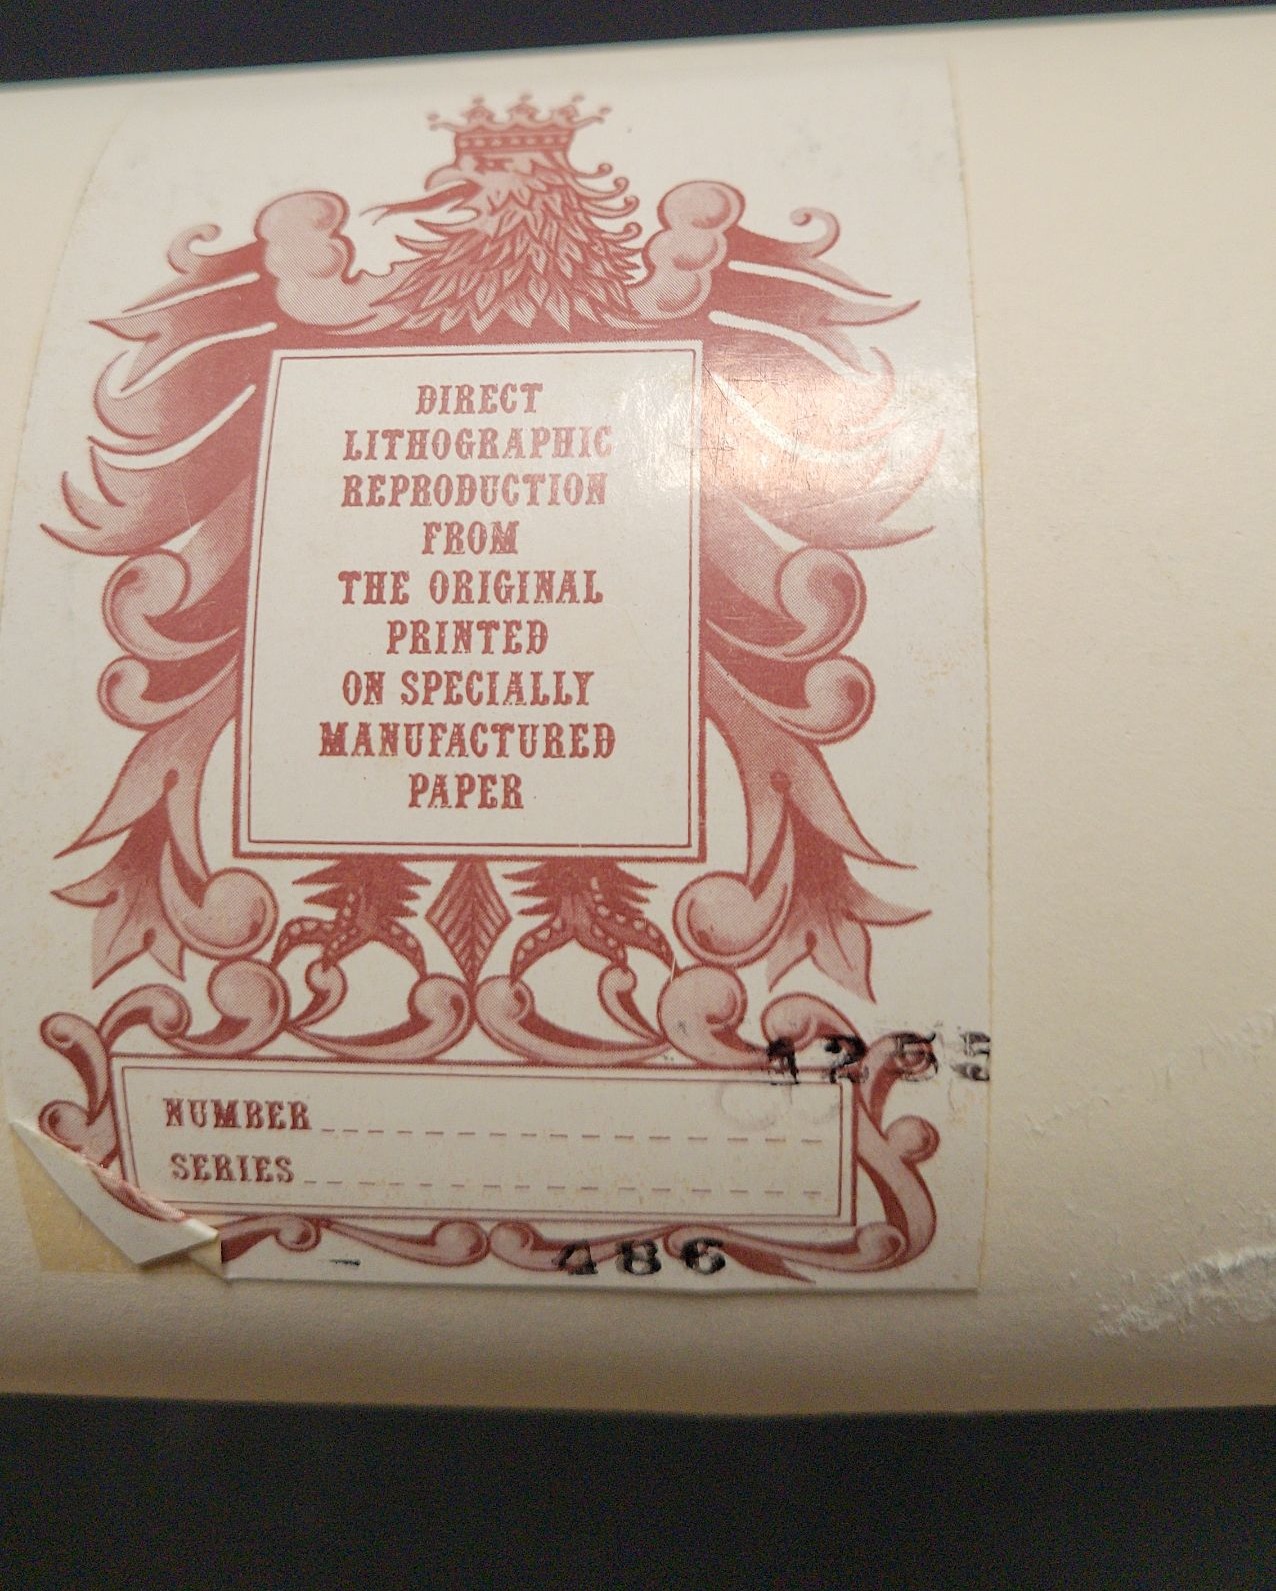 DIRECT
LITHOGRAPHIC
REPRODUCTION
FROM
THE ORIGINAL
PRINTED
ON SPECIALLY
MANUFACTURED
PAPER
NUMBER
SERIES
486